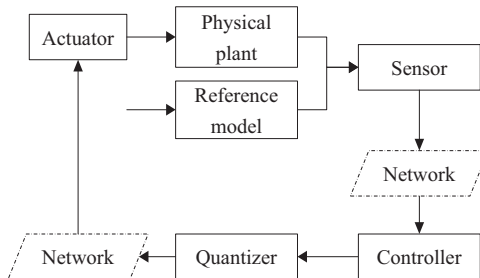 Actuator
Physical
plant
Reference
model
Sensor
Network
Network
Quantizer
Controller